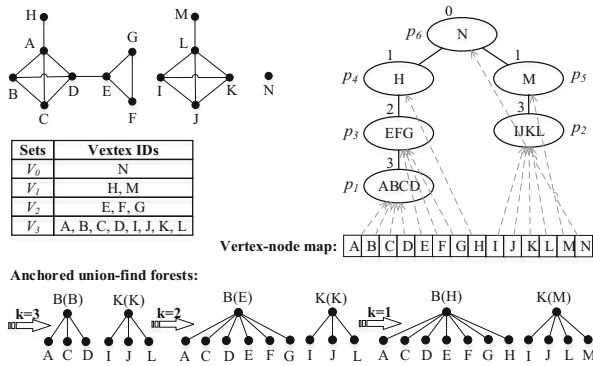 H
M
A
G
L
B
D
E
I
K
N
C
F
J
Sets Vextex IDs
V0 N
V1 H, M
V2 E, F, G
V3 A, B, C, D, I, J, K, L
0
p6 N
1 1
p4 H M p5
2 3
p3 EFG IJKL p2
3
p1 ABCD
Vertex-node map: A B C D E F G H I J K L M N
Anchored union-find forests:
B(B) K(K) B(E) K(K) B(H) K(M)
k=3 k=2 k=1
A C D I J L A C D E F G I J L A C D E F G H I J L M